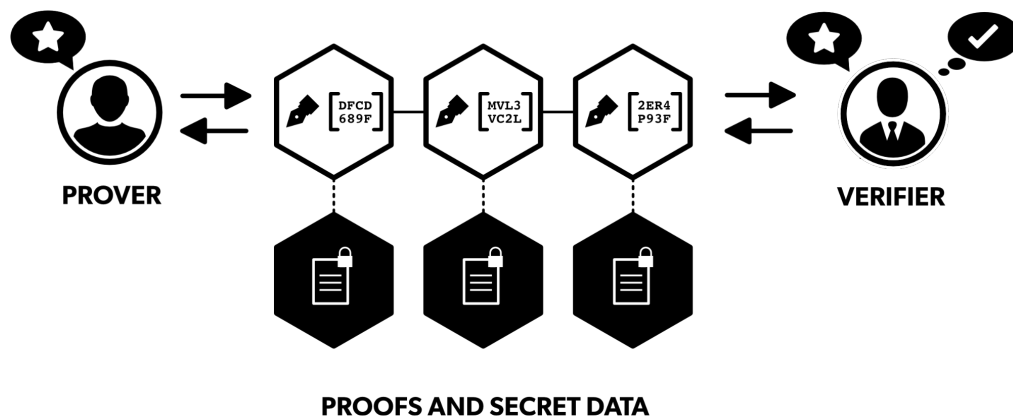 DFCD
689F
MVL3
VC2L
2ER4
P93F
PROVER
VERIFIER
PROOFS AND SECRET DATA